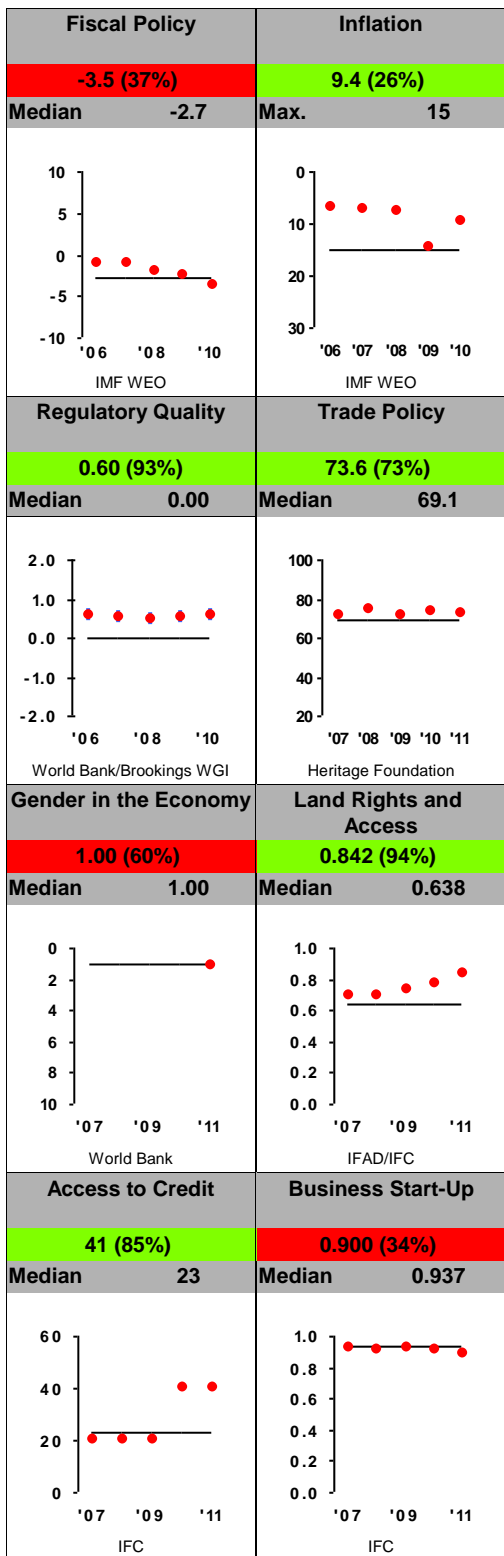 Fiscal Policy
-3.5 (37%)
Median -2.7
10
5
0
-5
-10
'06 '08 '10
IMF WEO
Inflation
9.4 (26%)
Max. 15
0
10
20
30
'06 '07 '08 '09 '10
IMF WEO
Regulatory Quality
0.60 (93%)
Median 0.00
2.0
1.0
0.0
-1.0
-2.0
'06 '08 '10
World Bank/Brookings WGI
Trade Policy
73.6 (73%)
Median 69.1
100
80
60
40
20
'07 '08 '09 '10 '11
Heritage Foundation
Gender in the Economy
1.00 (60%)
Median 1.00
0
2
4
6
8
10
'07 '09 '11
World Bank
Land Rights and
Access
0.842 (94%)
Median 0.638
1.0
0.8
0.6
0.4
0.2
0.0
'07 '09 '11
IFAD/IFC
Access to Credit
41 (85%)
Median 23
60
40
20
0
'07 '09 '11
IFC
Business Start-Up
0.900 (34%)
Median 0.937
1.0
0.8
0.6
0.4
0.2
0.0
'07 '09 '11
IFC